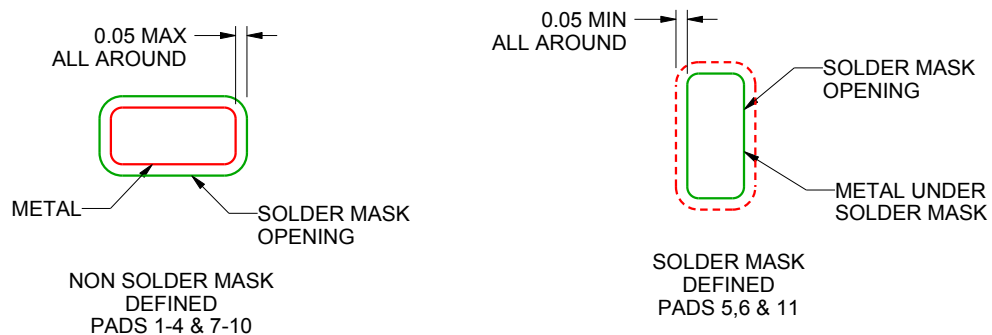 0.05 MAX
ALL AROUND
METAL
SOLDER MASK
OPENING
NON SOLDER MASK
DEFINED
PADS 1-4 & 7-10
0.05 MIN
ALL AROUND
SOLDER MASK
OPENING
METAL UNDER
SOLDER MASK
SOLDER MASK
DEFINED
PADS 5,6 & 11